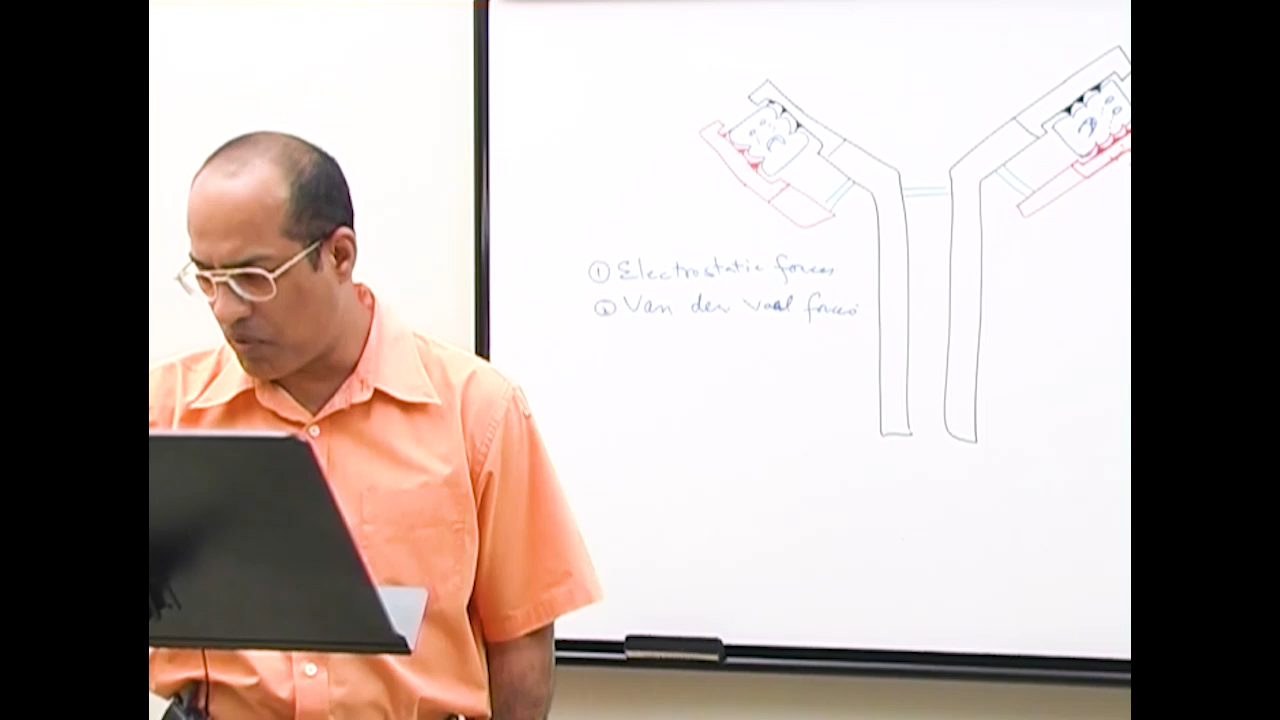 ① Electrostatic forces
② Van der Vaal forces